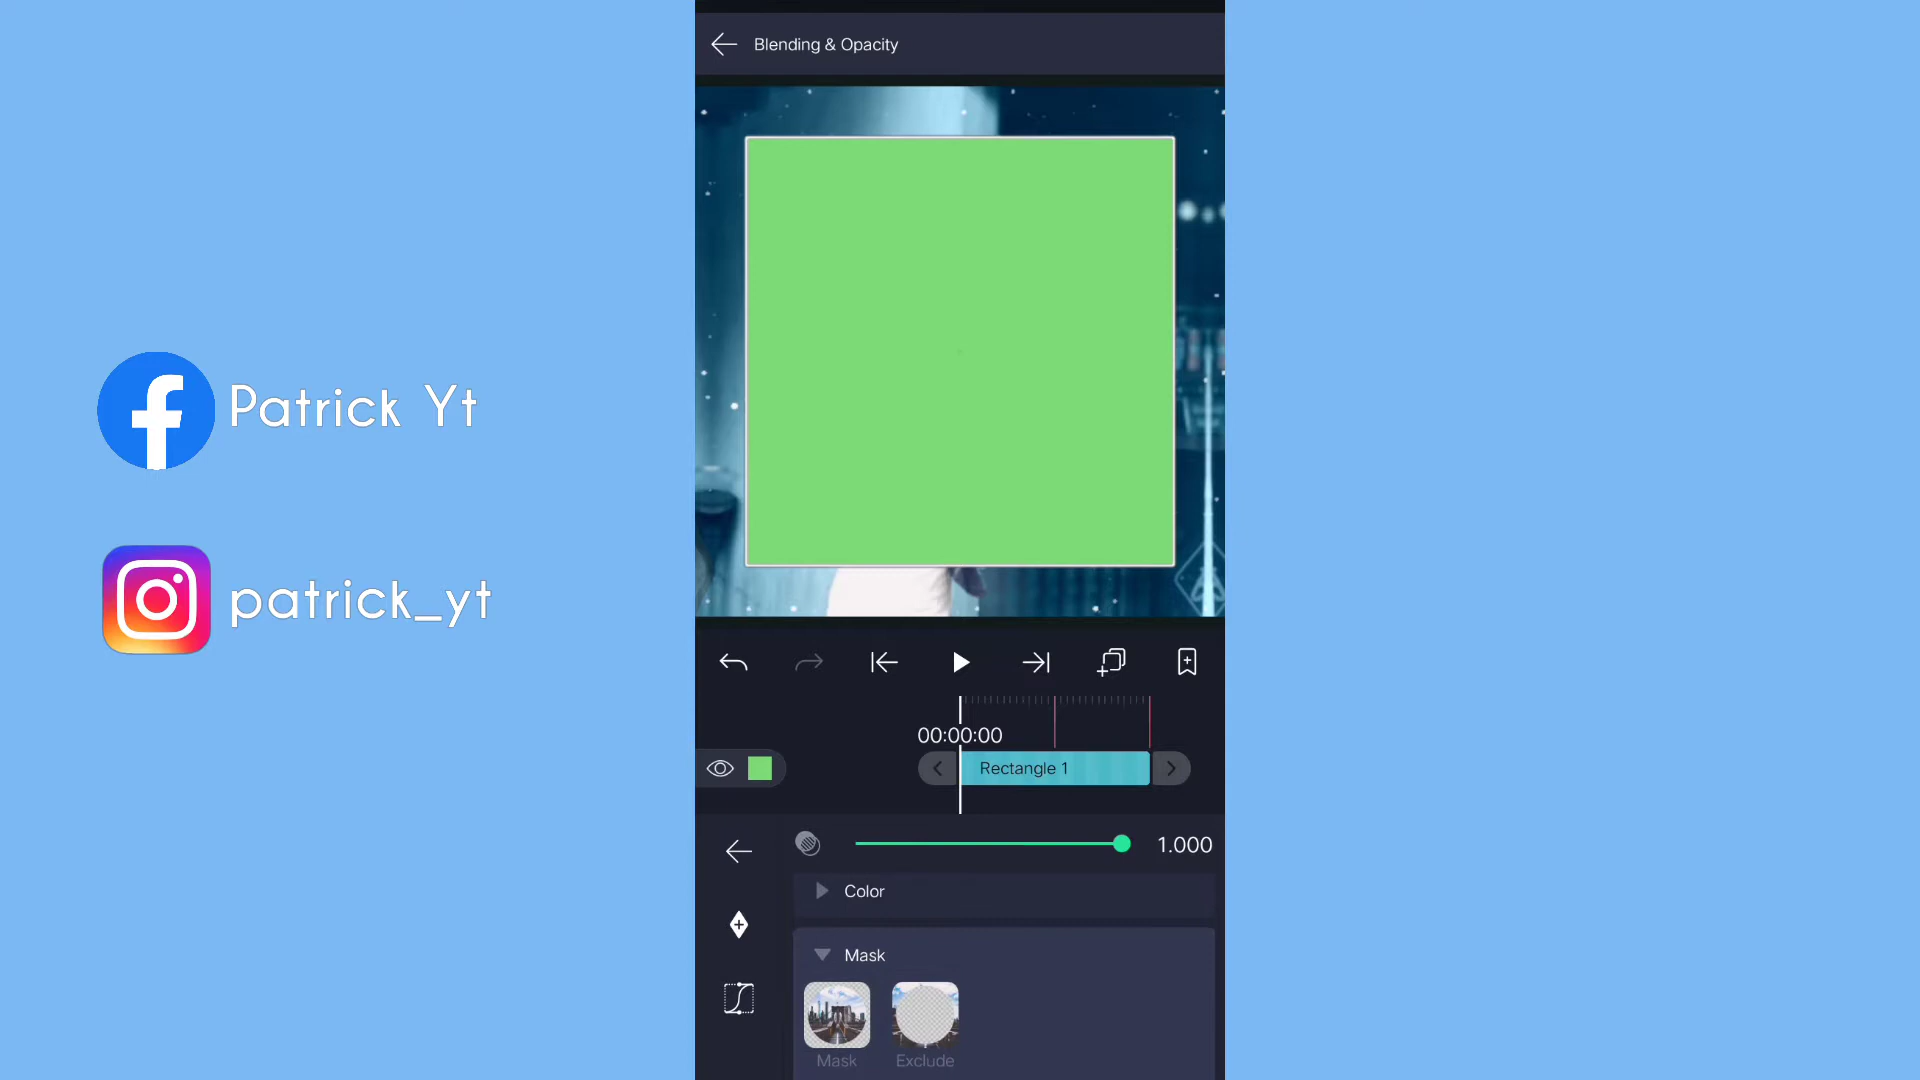 Blending & Opacity
Patrick Yt
patrick_yt
00:00:00
Rectangle 1
1.000
Color
Mask
Mask
Exclude